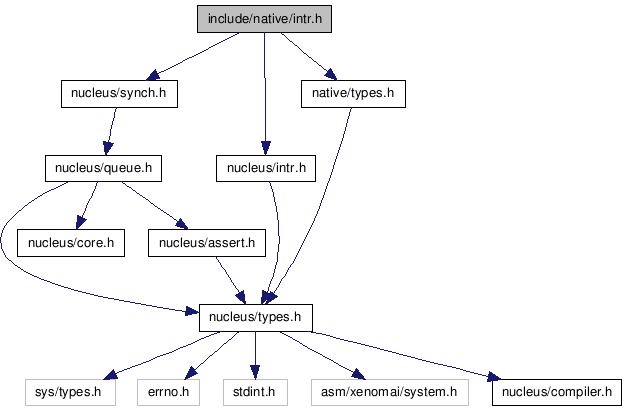 include/native/intr.h
nucleus/synch.h
native/types.h
nucleus/queue.h
nucleus/intr.h
nucleus/core.h
nucleus/assert.h
nucleus/types.h
sys/types.h
errno.h
stdint.h
asm/xenomai/system.h
nucleus/compiler.h